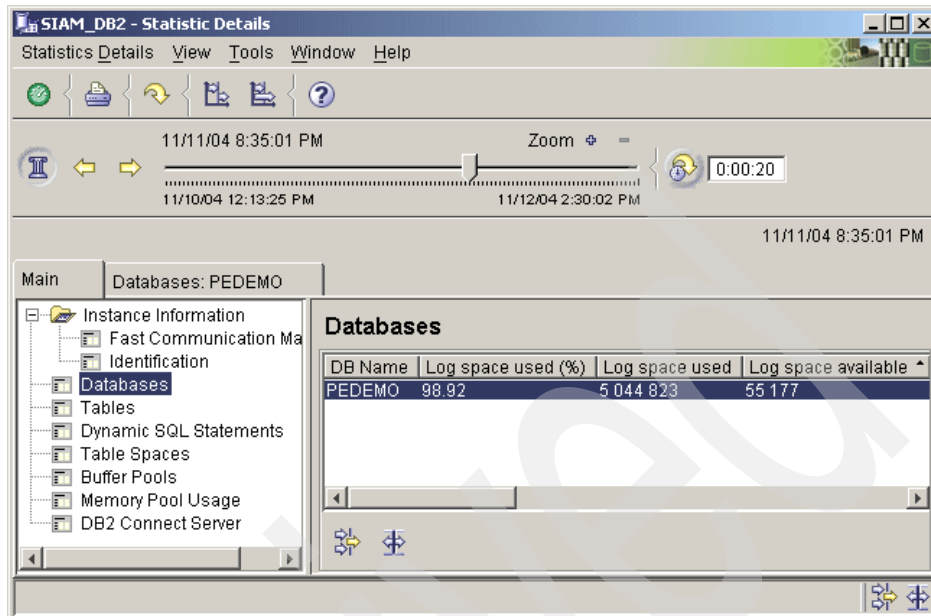 SIAM_DB2 - Statistic Details
Statistics Details View Tools Window Help
11/11/04 8:35:01 PM Zoom
0:00:20
11/10/04 12:13:25 PM 11/12/04 2:30:02 PM
11/11/04 8:35:01 PM
Main Databases: PEDEMO
Instance Information
Fast Communication Ma
Identification
Databases
Tables
Dynamic SQL Statements
Table Spaces
Buffer Pools
Memory Pool Usage
DB2 Connect Server
Databases
DB Name Log space used (%) Log space used Log space available
PEDEMO 98.92 5 044 823 55 177